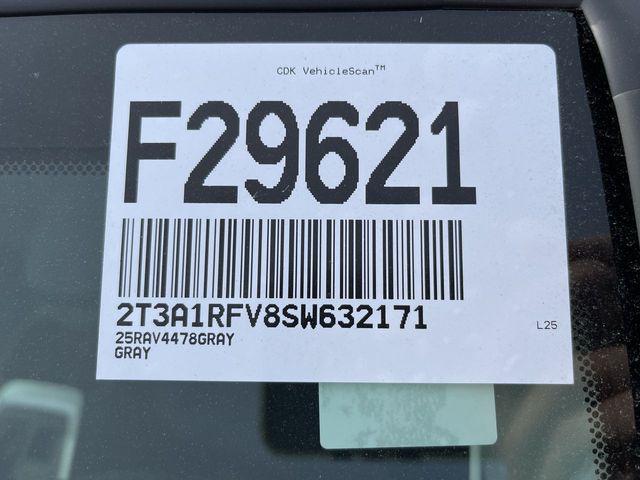 CDK VehicleScan™
F29621
2T3A1RFV8SW632171
25RAV4478GRAY
GRAY
L25